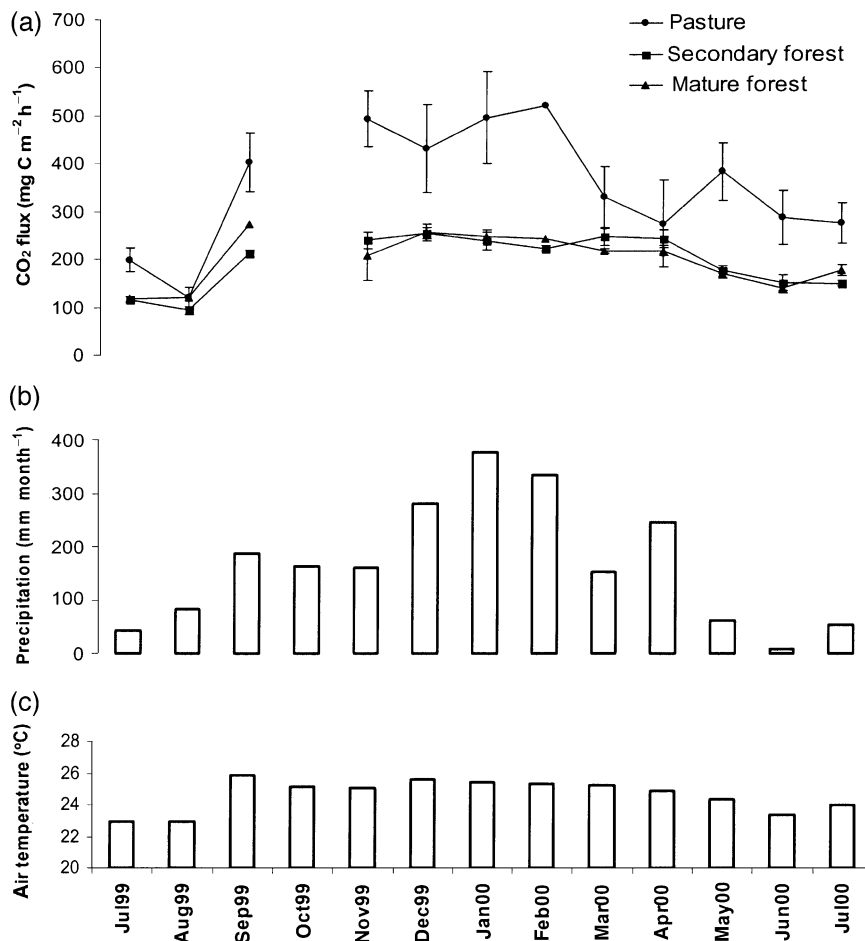 (a)
700
600
500
400
300
200
100
0
CO₂ flux (mg C m⁻² h⁻¹)
Pasture
Secondary forest
Mature forest
(b)
400
300
200
100
0
Precipitation (mm month⁻¹)
(c)
28
26
24
22
20
Air temperature (ºC)
Jul99
Aug99
Sep99
Oct99
Nov99
Dec99
Jan00
Feb00
Mar00
Apr00
May00
Jun00
Jul00